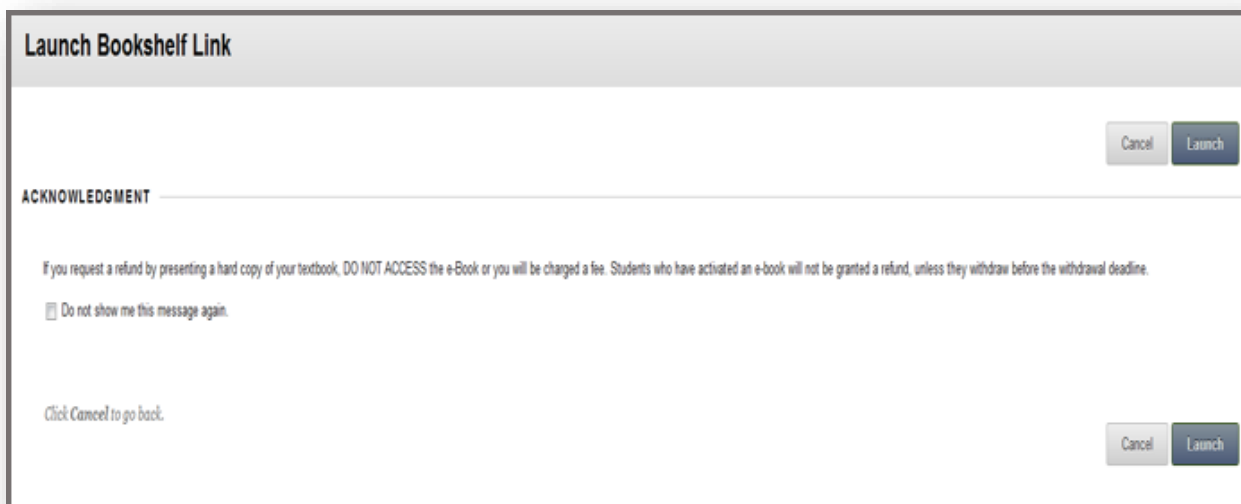 Launch Bookshelf Link
Cancel Launch
ACKNOWLEDGMENT
If you request a refund by presenting a hard copy of your textbook, DO NOT ACCESS the e-Book or you will be charged a fee. Students who have activated an e-book will not be granted a refund, unless they withdraw before the withdrawal deadline.
Do not show me this message again.
Click Cancel to go back.
Cancel Launch